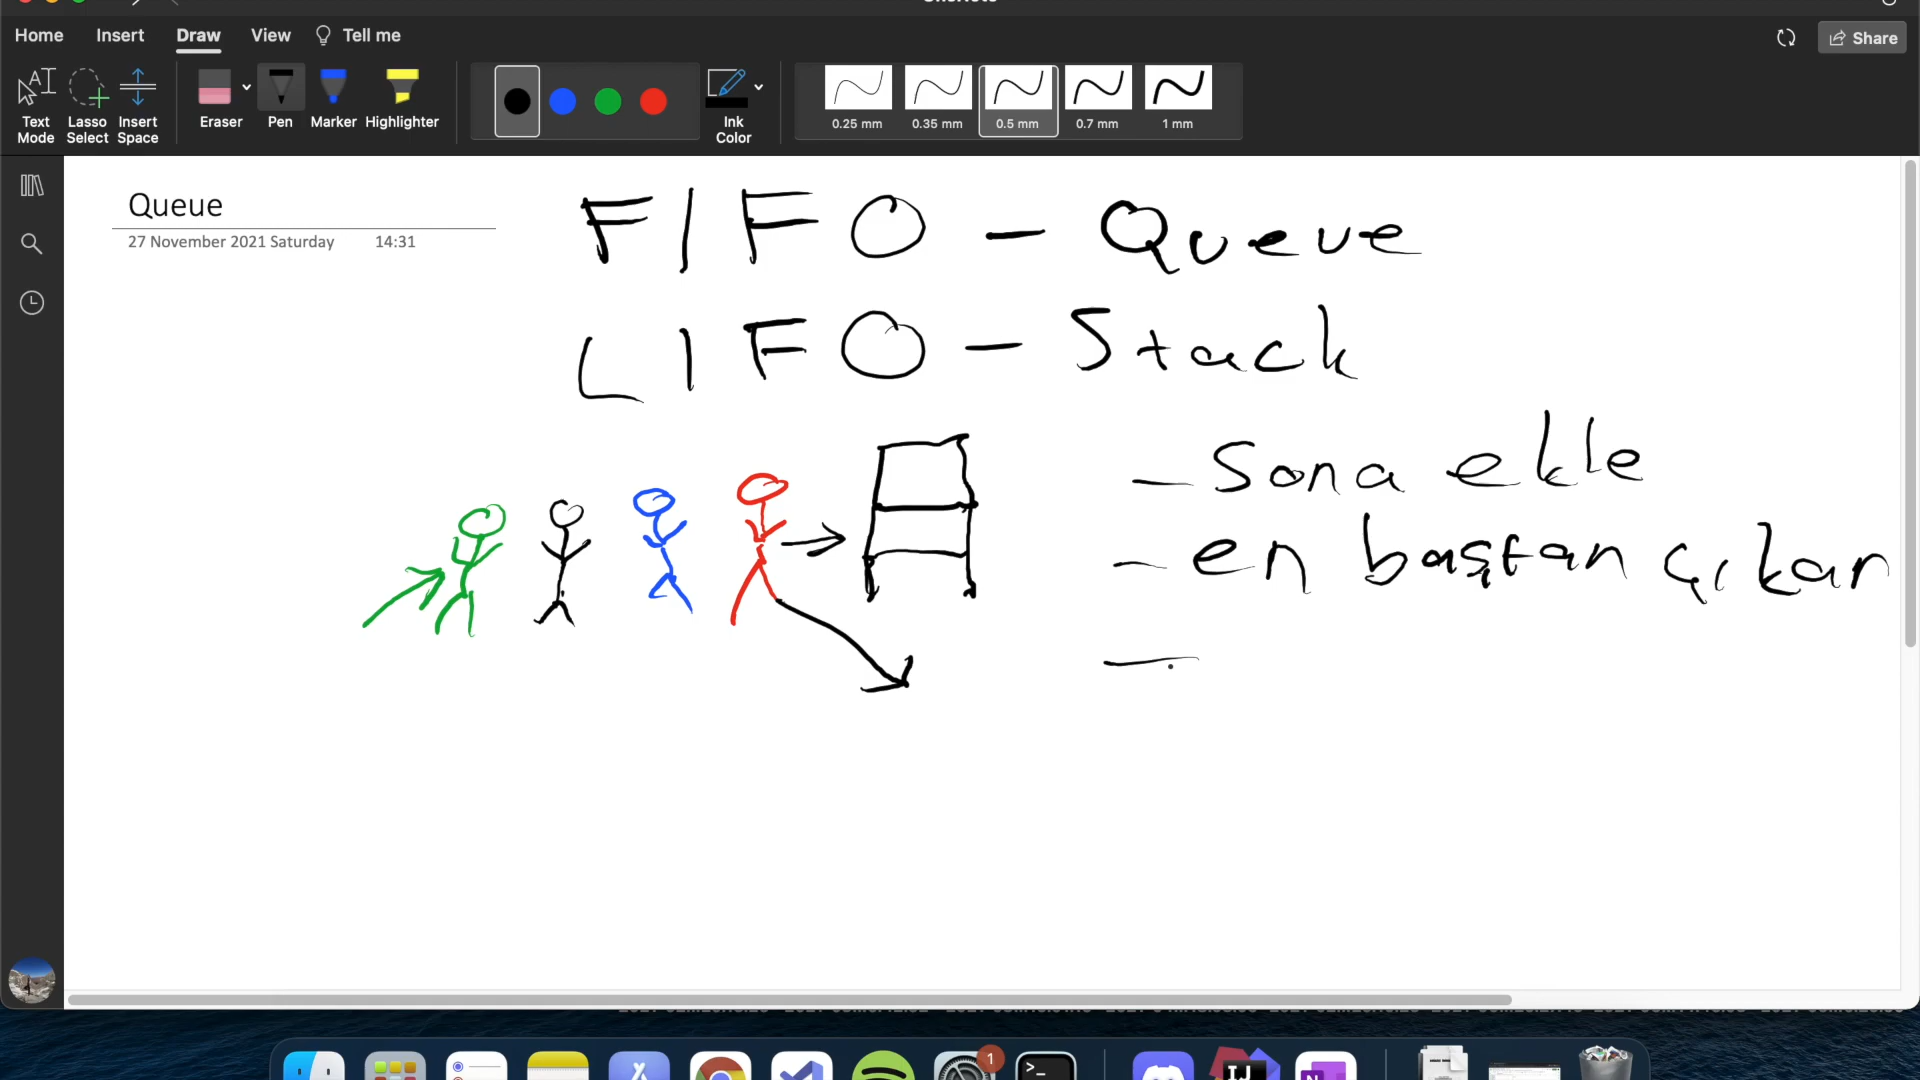 Home Insert Draw View Tell me Share
Text Mode Lasso Select Insert Space Eraser Pen Marker Highlighter Ink Color 0.25 mm 0.35 mm 0.5 mm 0.7 mm 1 mm
Queue
27 November 2021 Saturday 14:31
FIFO - Queue
LIFO - Stack
- Sona ekle
- en baştan çıkar
1